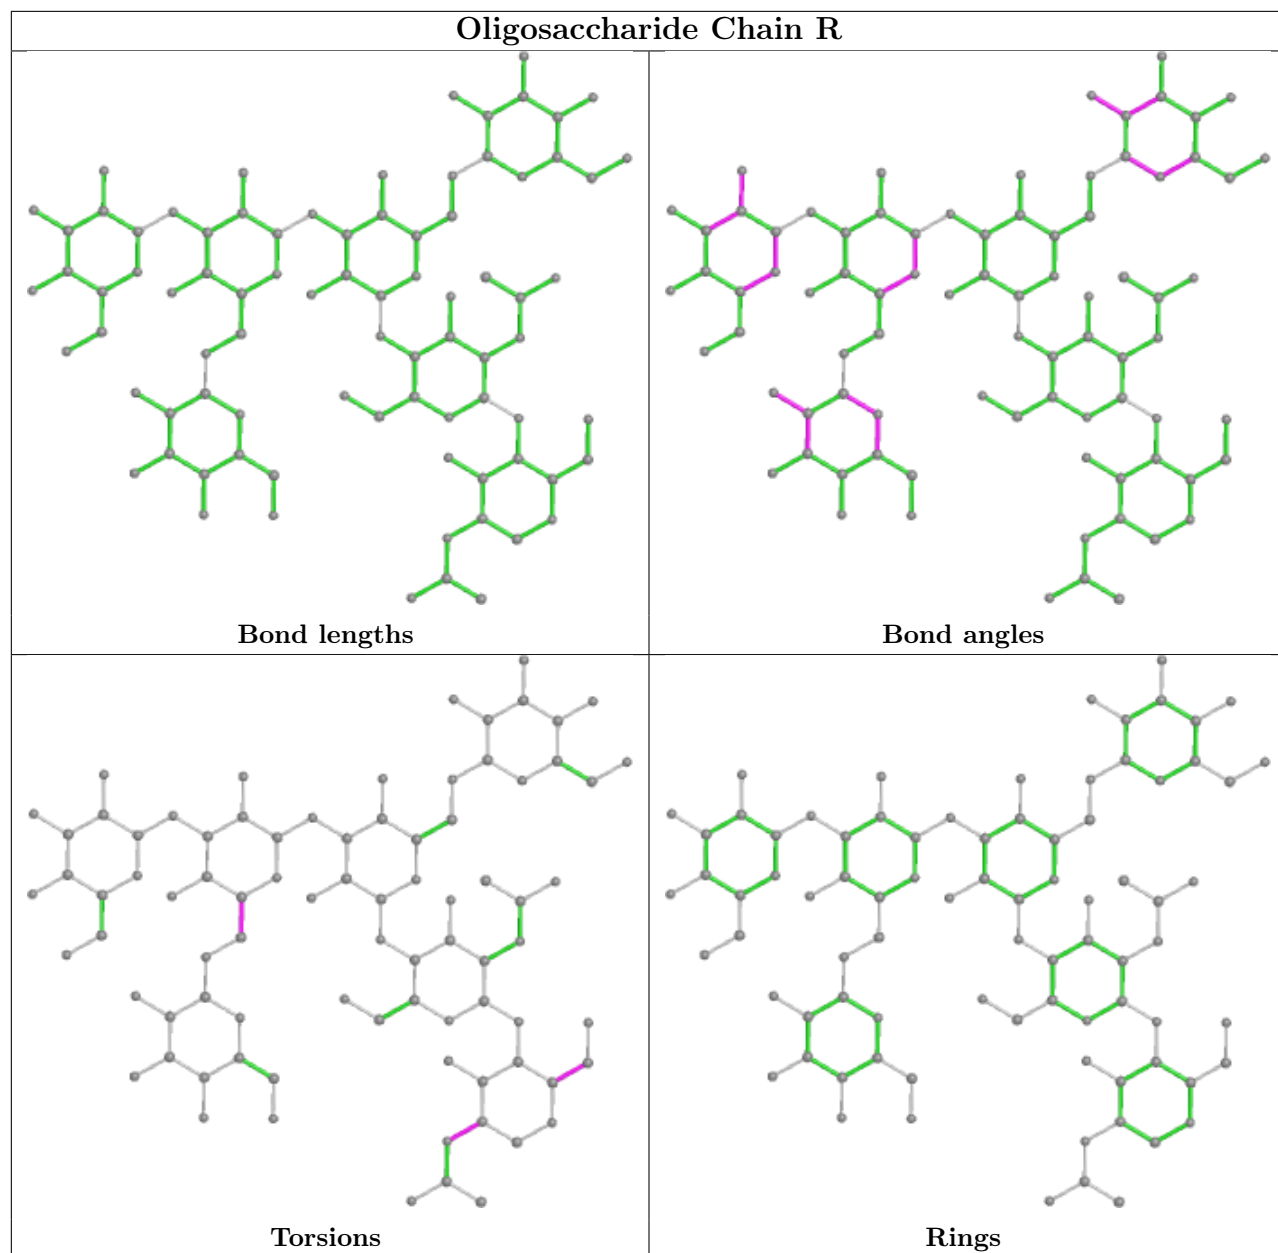 Oligosaccharide Chain R
Bond lengths
Bond angles
Torsions
Rings